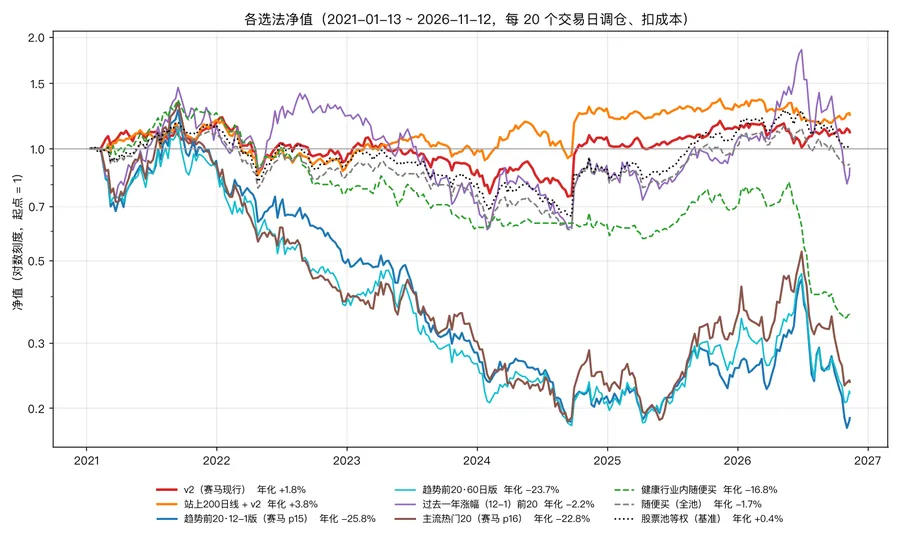 各选法净值（2021-01-13 ~ 2026-11-12，每 20 个交易日调仓、扣成本）
净值（对数刻度，起点 = 1）
2.0
1.5
1.0
0.7
0.5
0.3
0.2
2021 2022 2023 2024 2025 2026 2027
v2（赛马现行） 年化 +1.8%
站上200日线 + v2 年化 +3.8%
趋势前20·12-1版（赛马 p15） 年化 -25.8%
趋势前20·60日版 年化 -23.7%
过去一年涨幅（12-1）前20 年化 -2.2%
主流热门20（赛马 p16） 年化 -22.8%
健康行业内随便买 年化 -16.8%
随便买（全池） 年化 -1.7%
股票池等权（基准） 年化 +0.4%